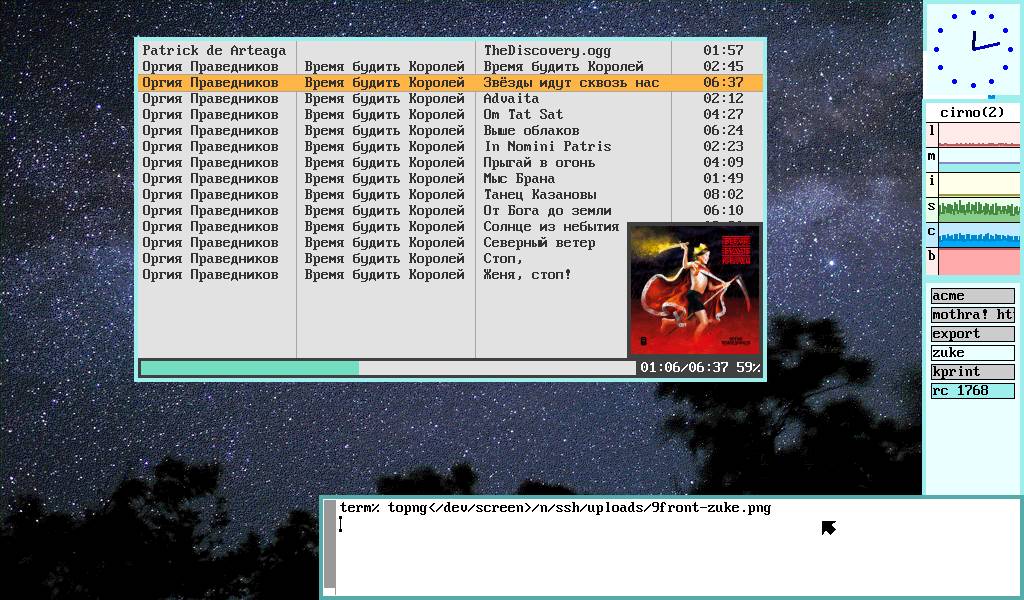 Patrick de Arteaga TheDiscovery.ogg 01:57
Оргия Праведников Время будить Королей Время будить Королей 02:45
Оргия Праведников Время будить Королей Звёзды идут сквозь нас 06:37
Оргия Праведников Время будить Королей Advaita 02:12
Оргия Праведников Время будить Королей Om Tat Sat 04:27
Оргия Праведников Время будить Королей Выше облаков 06:24
Оргия Праведников Время будить Королей In Nomini Patris 02:23
Оргия Праведников Время будить Королей Прыгай в огонь 04:09
Оргия Праведников Время будить Королей Мыс Брана 01:49
Оргия Праведников Время будить Королей Танец Казановы 08:02
Оргия Праведников Время будить Королей От Бога до земли 06:10
Оргия Праведников Время будить Королей Солнце из небытия
Оргия Праведников Время будить Королей Северный ветер
Оргия Праведников Время будить Королей Стоп,
Оргия Праведников Время будить Королей Женя, стоп!
01:06/06:37 59%
cirno(2)
l
m
i
s
c
b
acme
mothra! ht
export
zuke
kprint
rc 1768
term% topng</dev/screen>/n/ssh/uploads/9front-zuke.png